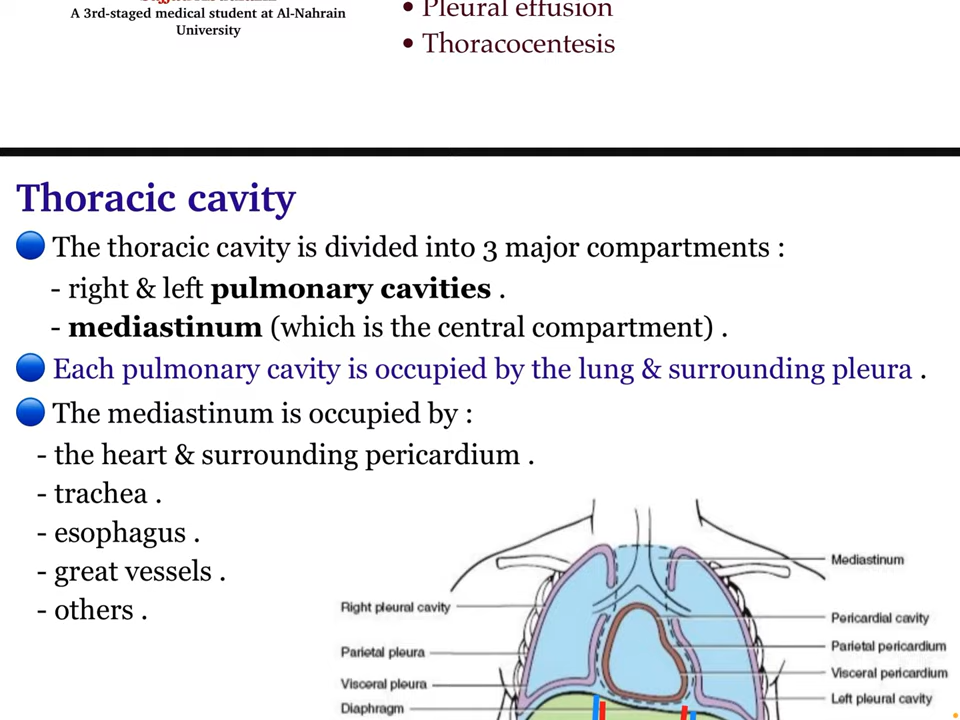 A 3rd-staged medical student at Al-Nahrain
University
• Pleural effusion
• Thoracocentesis
Thoracic cavity
The thoracic cavity is divided into 3 major compartments :
- right & left pulmonary cavities .
- mediastinum (which is the central compartment) .
Each pulmonary cavity is occupied by the lung & surrounding pleura .
The mediastinum is occupied by :
- the heart & surrounding pericardium .
- trachea .
- esophagus .
- great vessels .
- others .
Right pleural cavity
Parietal pleura
Visceral pleura
Diaphragm
Mediastinum
Pericardial cavity
Parietal pericardium
Visceral pericardium
Left pleural cavity